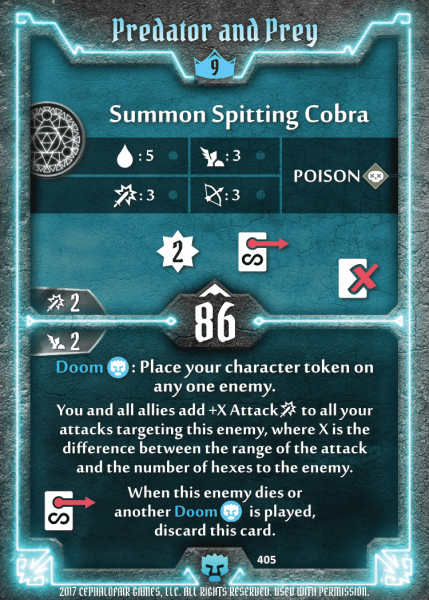 Predator and Prey
9
Summon Spitting Cobra
: 5 : 3
POISON
: 3 : 3
2
2
86
2
Doom : Place your character token on
any one enemy.
You and all allies add +X Attack to all your
attacks targeting this enemy, where X is the
difference between the range of the attack
and the number of hexes to the enemy.
When this enemy dies or
another Doom is played,
discard this card.
405
2017 Cephalofair Games, LLC. All rights reserved. Used with permission.